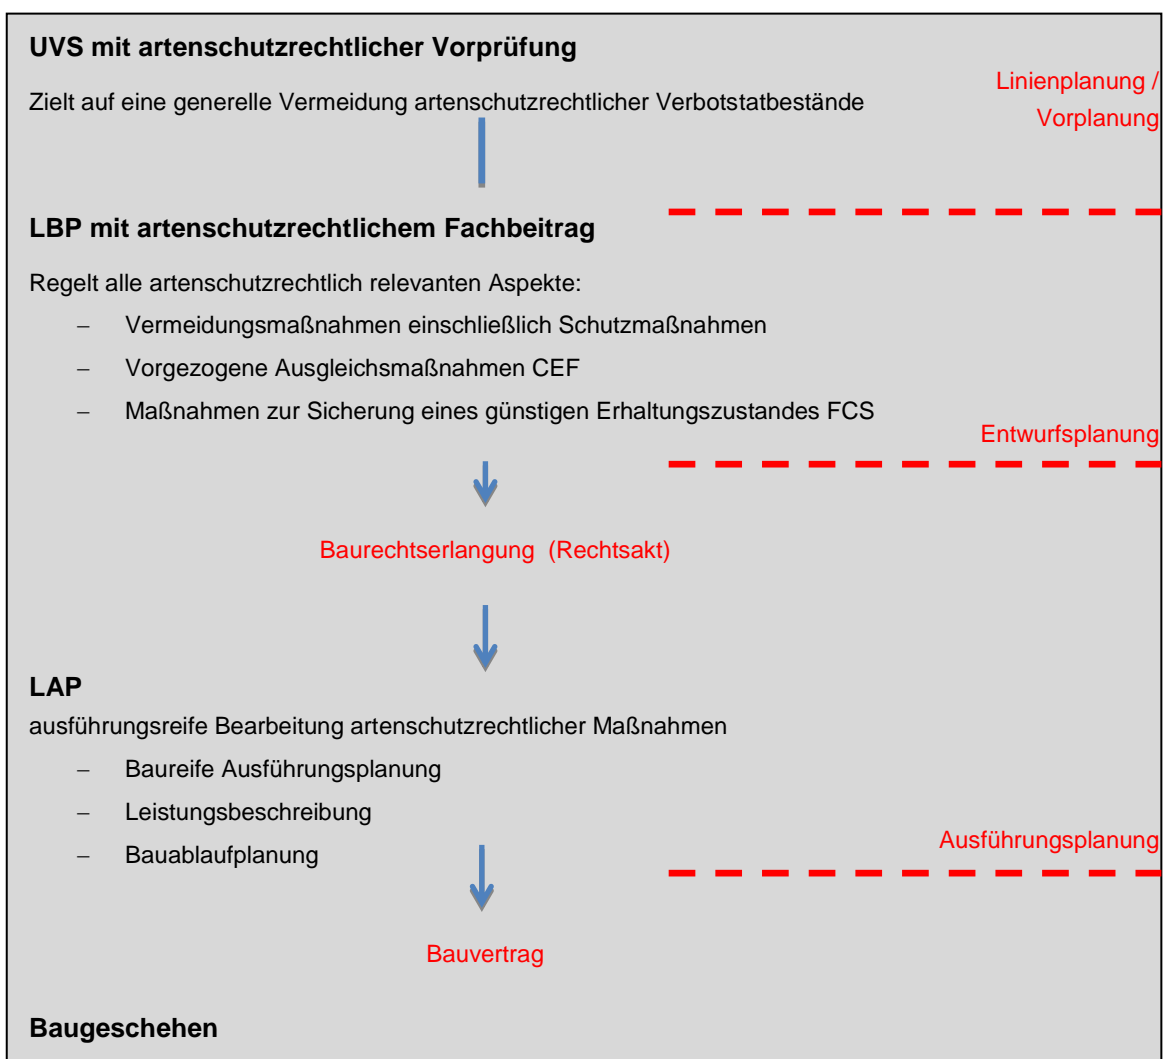 UVS mit artenschutzrechtlicher Vorprüfung
Linienplanung /
Zielt auf eine generelle Vermeidung artenschutzrechtlicher Verbotstatbestände
Vorplanung
LBP mit artenschutzrechtlichem Fachbeitrag
Regelt alle artenschutzrechtlich relevanten Aspekte:
– Vermeidungsmaßnahmen einschließlich Schutzmaßnahmen
– Vorgezogene Ausgleichsmaßnahmen CEF
– Maßnahmen zur Sicherung eines günstigen Erhaltungszustandes FCS
Entwurfsplanung
Baurechtserlangung (Rechtsakt)
LAP
ausführungsreife Bearbeitung artenschutzrechtlicher Maßnahmen
– Baureife Ausführungsplanung
– Leistungsbeschreibung
Ausführungsplanung
– Bauablaufplanung
Bauvertrag
Baugeschehen